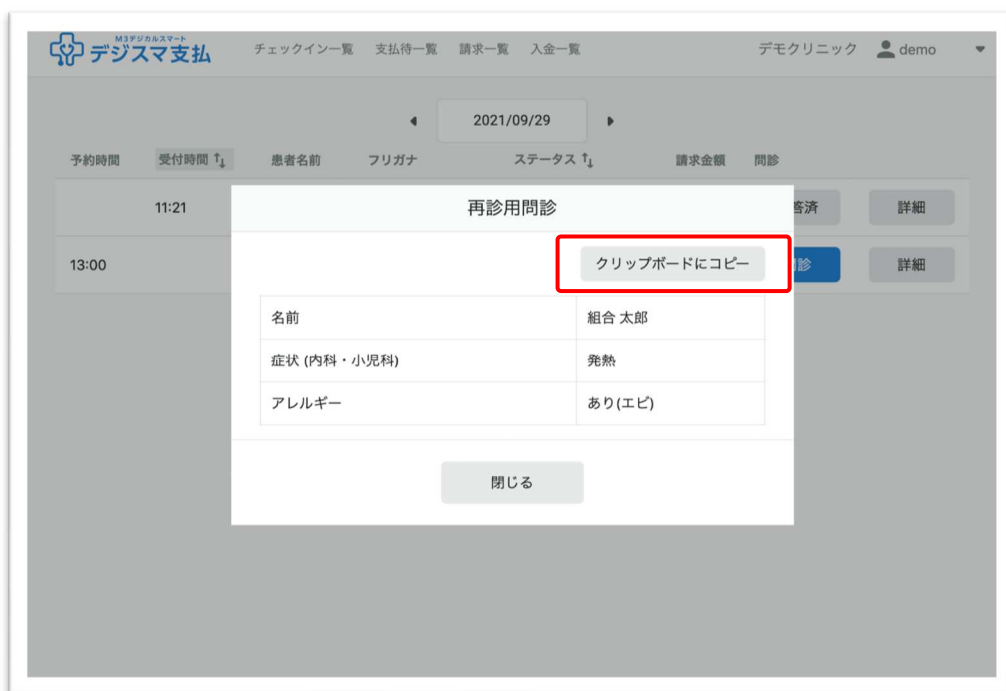 M3デジカルスマート
デジスマ支払 チェックイン一覧 支払待一覧 請求一覧 入金一覧 デモクリニック demo
2021/09/29
予約時間 受付時間 患者名前 フリガナ ステータス 請求金額 問診
11:21 答済 詳細
13:00 診 詳細
再診用問診
クリップボードにコピー
名前 組合 太郎
症状 (内科・小児科) 発熱
アレルギー あり(エビ)
閉じる